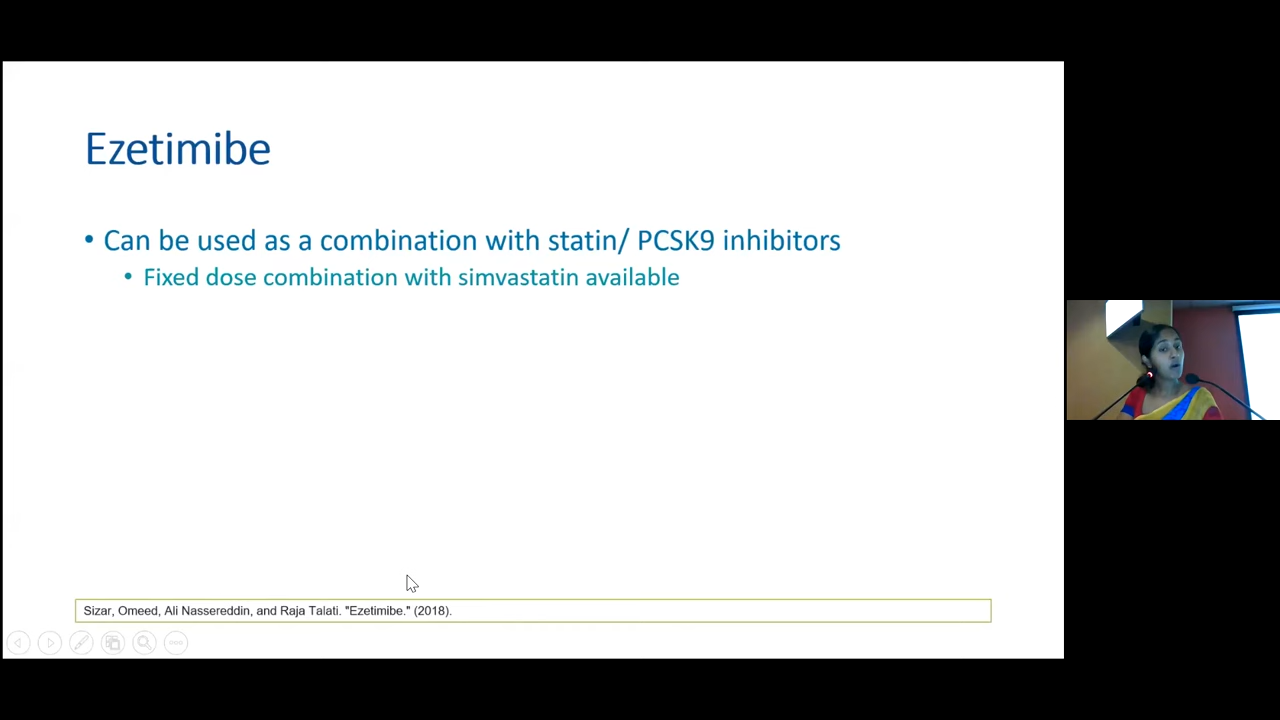 Ezetimibe
• Can be used as a combination with statin/ PCSK9 inhibitors
• Fixed dose combination with simvastatin available
Sizar, Omeed, Ali Nassereddin, and Raja Talati. "Ezetimibe." (2018).